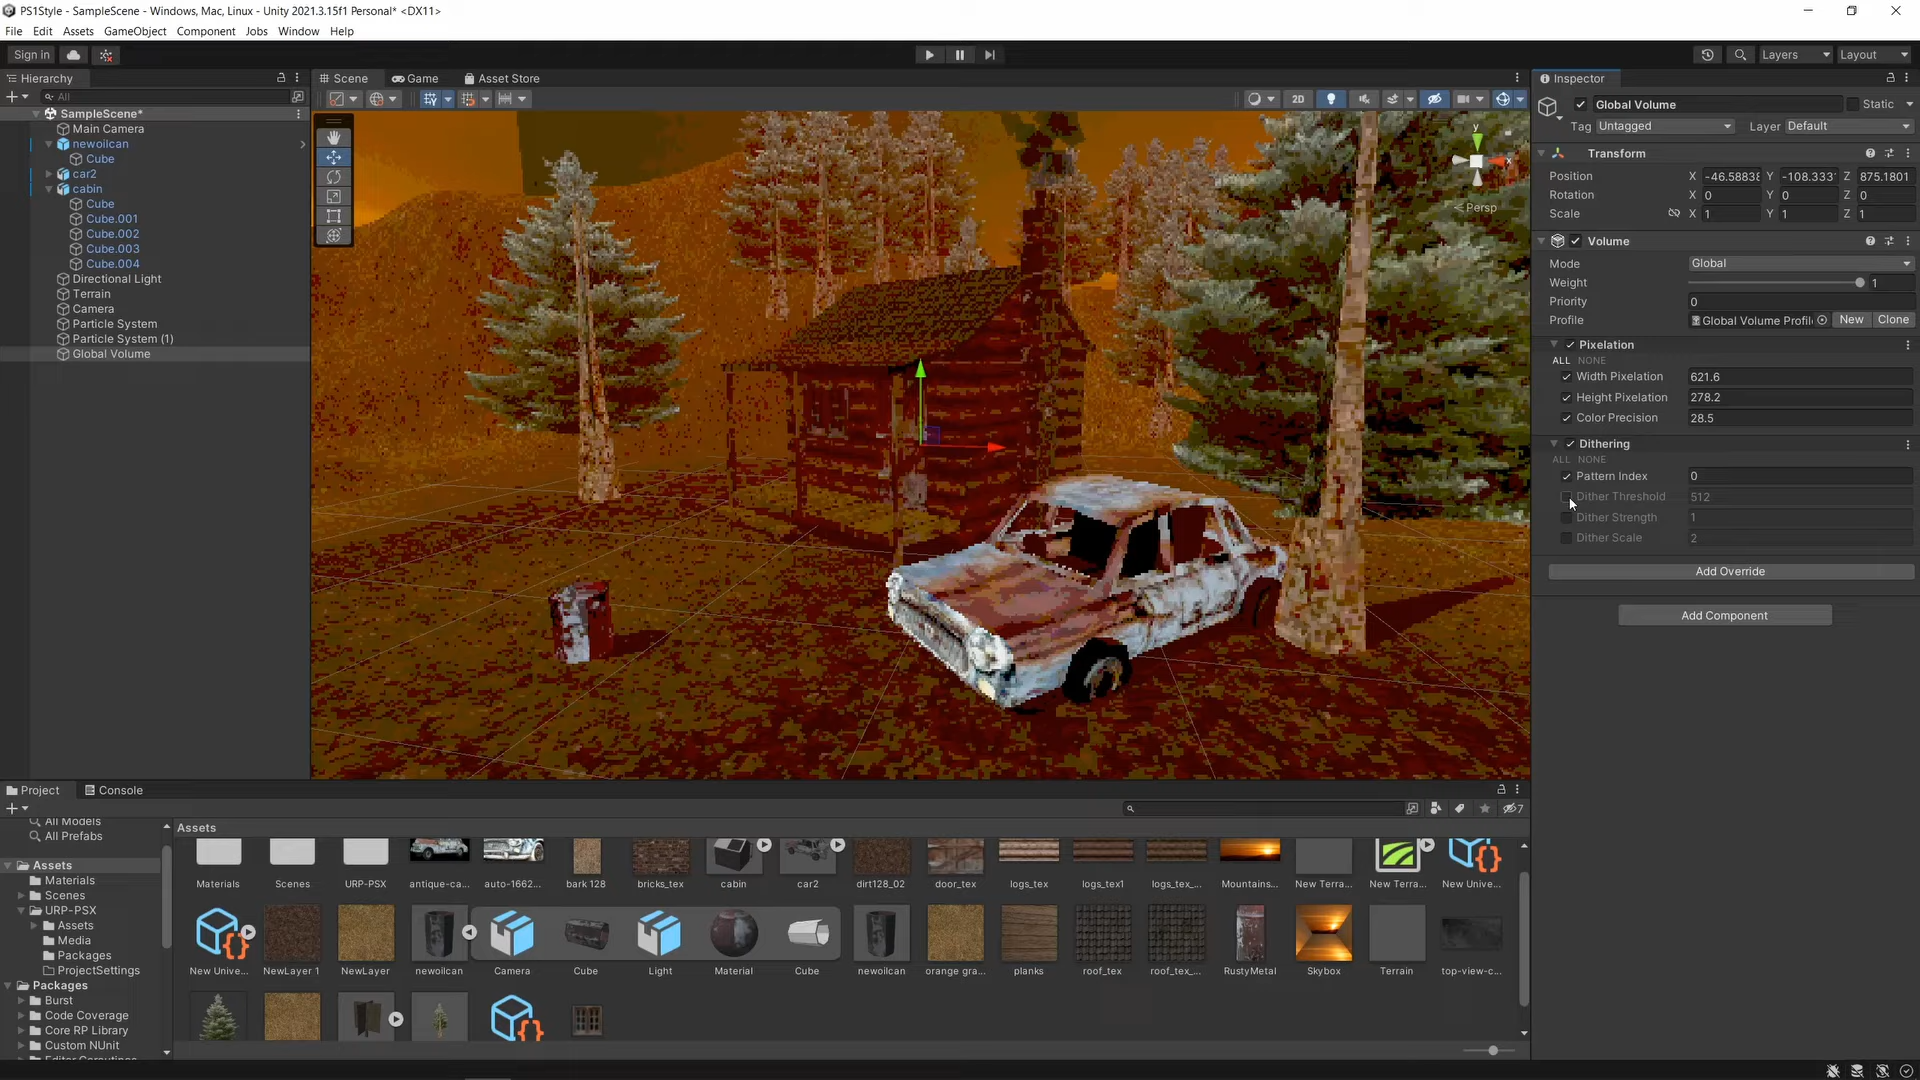 PS1Style - SampleScene - Windows, Mac, Linux - Unity 2021.3.15f1 Personal* <DX11>
File Edit Assets GameObject Component Jobs Window Help
Sign in
Layers
Layout
Hierarchy
All
SampleScene*
Main Camera
newoilcan
Cube
car2
cabin
Cube
Cube.001
Cube.002
Cube.003
Cube.004
Directional Light
Terrain
Camera
Particle System
Particle System (1)
Global Volume
Scene Game Asset Store
2D
y
x
Persp
Inspector
Global Volume Static
Tag Untagged Layer Default
Transform
Position X -46.58838 Y -108.333 Z 875.1801
Rotation X 0 Y 0 Z 0
Scale X 1 Y 1 Z 1
Volume
Mode Global
Weight 1
Priority 0
Profile Global Volume Profil New Clone
Pixelation
ALL NONE
Width Pixelation 621.6
Height Pixelation 278.2
Color Precision 28.5
Dithering
ALL NONE
Pattern Index 0
Dither Threshold 512
Dither Strength 1
Dither Scale 2
Add Override
Add Component
Project Console
7
All Models
All Prefabs
Assets
Materials
Scenes
URP-PSX
Assets
Media
Packages
ProjectSettings
Packages
Burst
Code Coverage
Core RP Library
Custom NUnit
Editor Coroutines
Assets
Materials Scenes URP-PSX antique-ca... auto-1662... bark 128 bricks_tex cabin car2 dirt128_02 door_tex logs_tex logs_tex1 logs_tex_... Mountains... New Terra... New Terra... New Unive...
New Unive... NewLayer 1 NewLayer newoilcan Camera Cube Light Material Cube newoilcan orange gra... planks roof_tex roof_tex_... RustyMetal Skybox Terrain top-view-c...